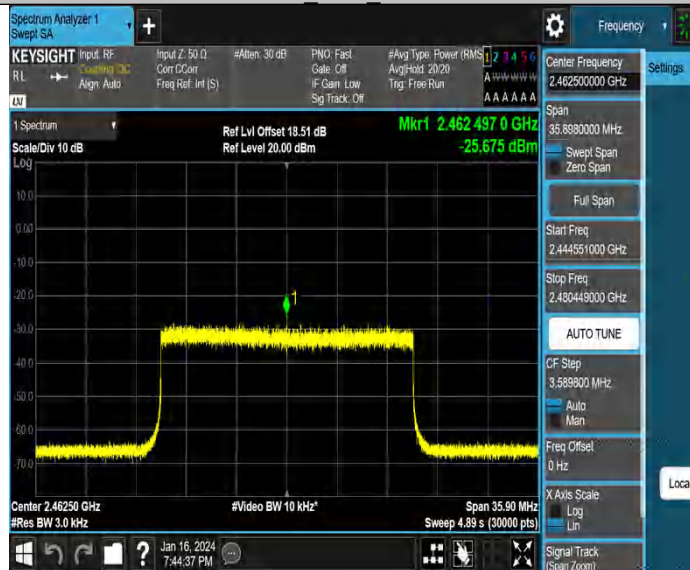 Spectrum Analyzer 1
Swept SA
Frequency
KEYSIGHT
RL
Input: RF
Coupling: DC
Align: Auto
Input Z: 50 Ω
Corr CCorr
Freq Ref: Int (S)
#Atten: 30 dB
PNO: Fast
Gate: Off
IF Gain: Low
Sig Track: Off
#Avg Type: Power (RMS
Avg|Hold: 20/20
Trig: Free Run
1 2 3 4 5 6
A W W W W W
A A A A A A
LXI
1 Spectrum
Scale/Div 10 dB
Log
Ref Lvl Offset 18.51 dB
Ref Level 20.00 dBm
Mkr1 2.462 497 0 GHz
-25.675 dBm
10.0
0.00
-10.0
-20.0
-30.0
-40.0
-50.0
-60.0
-70.0
1
Center 2.46250 GHz
#Res BW 3.0 kHz
#Video BW 10 kHz*
Span 35.90 MHz
Sweep 4.89 s (30000 pts)
Jan 16, 2024
7:44:37 PM
Center Frequency
2.462500000 GHz
Span
35.8980000 MHz
Swept Span
Zero Span
Full Span
Start Freq
2.444551000 GHz
Stop Freq
2.480449000 GHz
AUTO TUNE
CF Step
3.589800 MHz
Auto
Man
Freq Offset
0 Hz
X Axis Scale
Log
Lin
Signal Track
(Span Zoom)
Settings
Loca